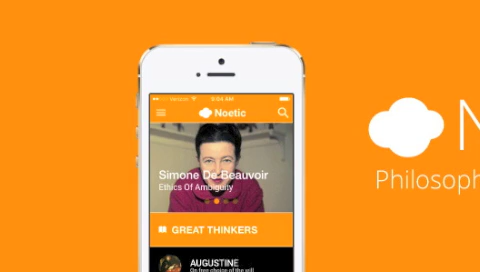 Verizon 9:04 AM
Noetic
Simone De Beauvoir
Ethics Of Ambiguity
GREAT THINKERS
AUGUSTINE
On free choice of the will
N
Philosoph